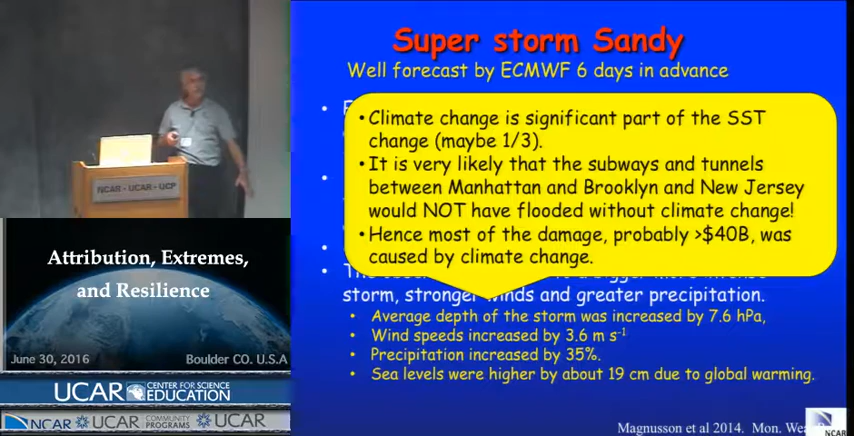 Super storm Sandy
Well forecast by ECMWF 6 days in advance
• Climate change is significant part of the SST
change (maybe 1/3).
• It is very likely that the subways and tunnels
between Manhattan and Brooklyn and New Jersey
would NOT have flooded without climate change!
• Hence most of the damage, probably >$40B, was
caused by climate change.
storm, stronger winds and greater precipitation.
• Average depth of the storm was increased by 7.6 hPa,
• Wind speeds increased by 3.6 m s⁻¹
• Precipitation increased by 35%.
• Sea levels were higher by about 19 cm due to global warming.
Magnusson et al 2014. Mon.
NCAR
NCAR - UCAR - UCP
Attribution, Extremes,
and Resilience
June 30, 2016
Boulder CO. U.S.A
UCAR CENTER FOR SCIENCE
EDUCATION
NCAR UCAR COMMUNITY
PROGRAMS UCAR